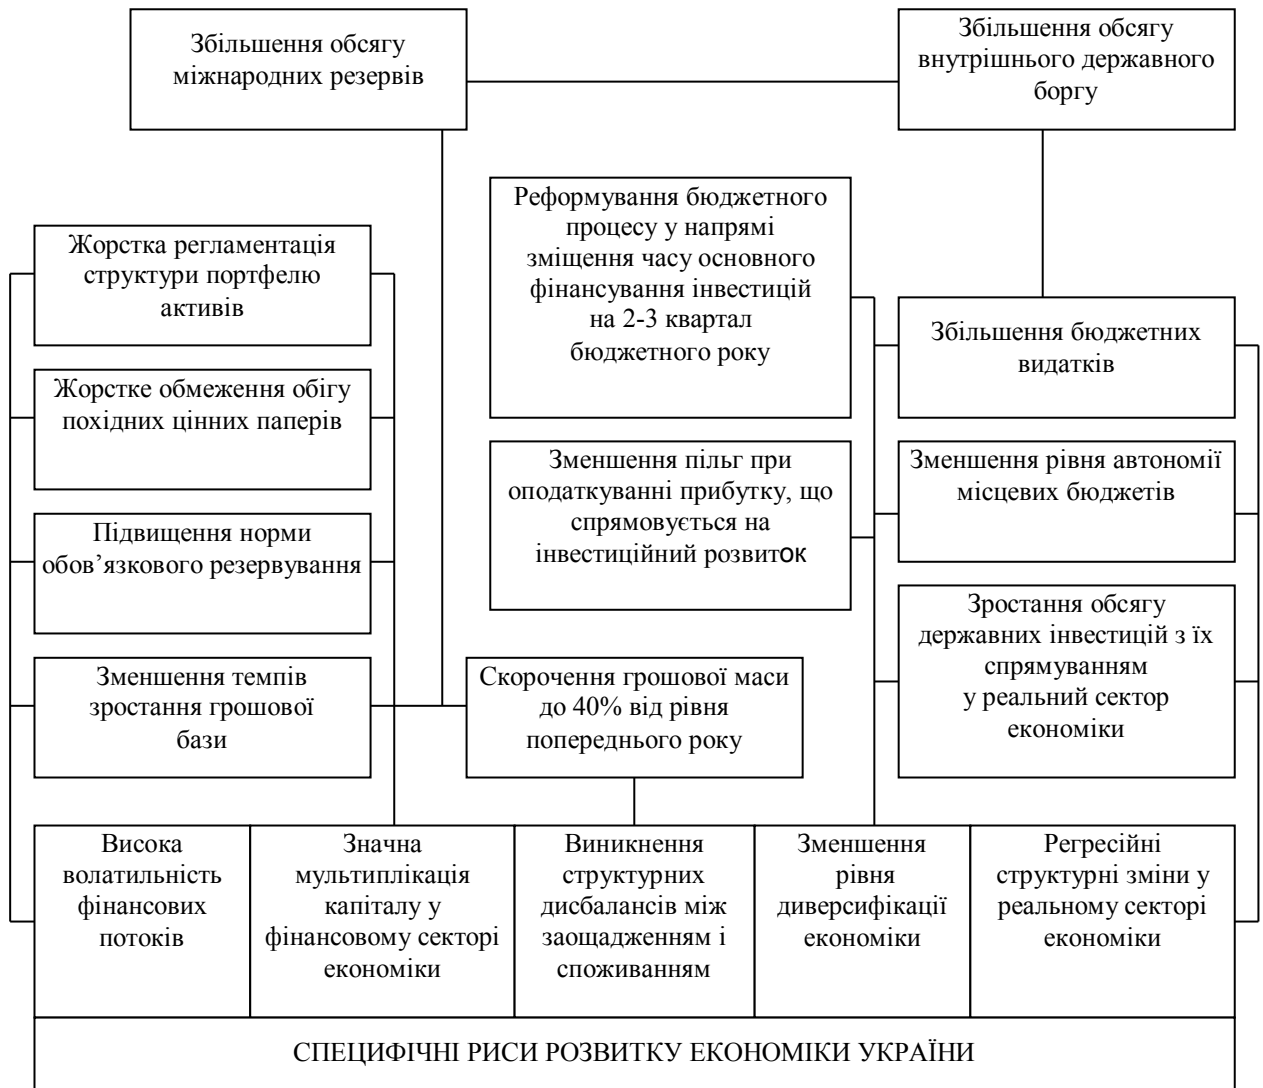 Збільшення обсягу
міжнародних резервів
Збільшення обсягу
внутрішнього державного
боргу
Реформування бюджетного
процесу у напрямі
зміщення часу основного
фінансування інвестицій
на 2-3 квартал
бюджетного року
Жорстка регламентація
структури портфелю
активів
Збільшення бюджетних
видатків
Жорстке обмеження обігу
похідних цінних паперів
Зменшення пільг при
оподаткуванні прибутку, що
спрямовується на
інвестиційний розвиток
Зменшення рівня автономії
місцевих бюджетів
Підвищення норми
обов’язкового резервування
Зростання обсягу
державних інвестицій з їх
спрямуванням
у реальний сектор
економіки
Зменшення темпів
зростання грошової
бази
Скорочення грошової маси
до 40% від рівня
попереднього року
Висока
волатильність
фінансових
потоків
Значна
мультиплікація
капіталу у
фінансовому секторі
економіки
Виникнення
структурних
дисбалансів між
заощадженням і
споживанням
Зменшення
рівня
диверсифікації
економіки
Регресійні
структурні зміни у
реальному секторі
економіки
СПЕЦИФІЧНІ РИСИ РОЗВИТКУ ЕКОНОМІКИ УКРАЇНИ